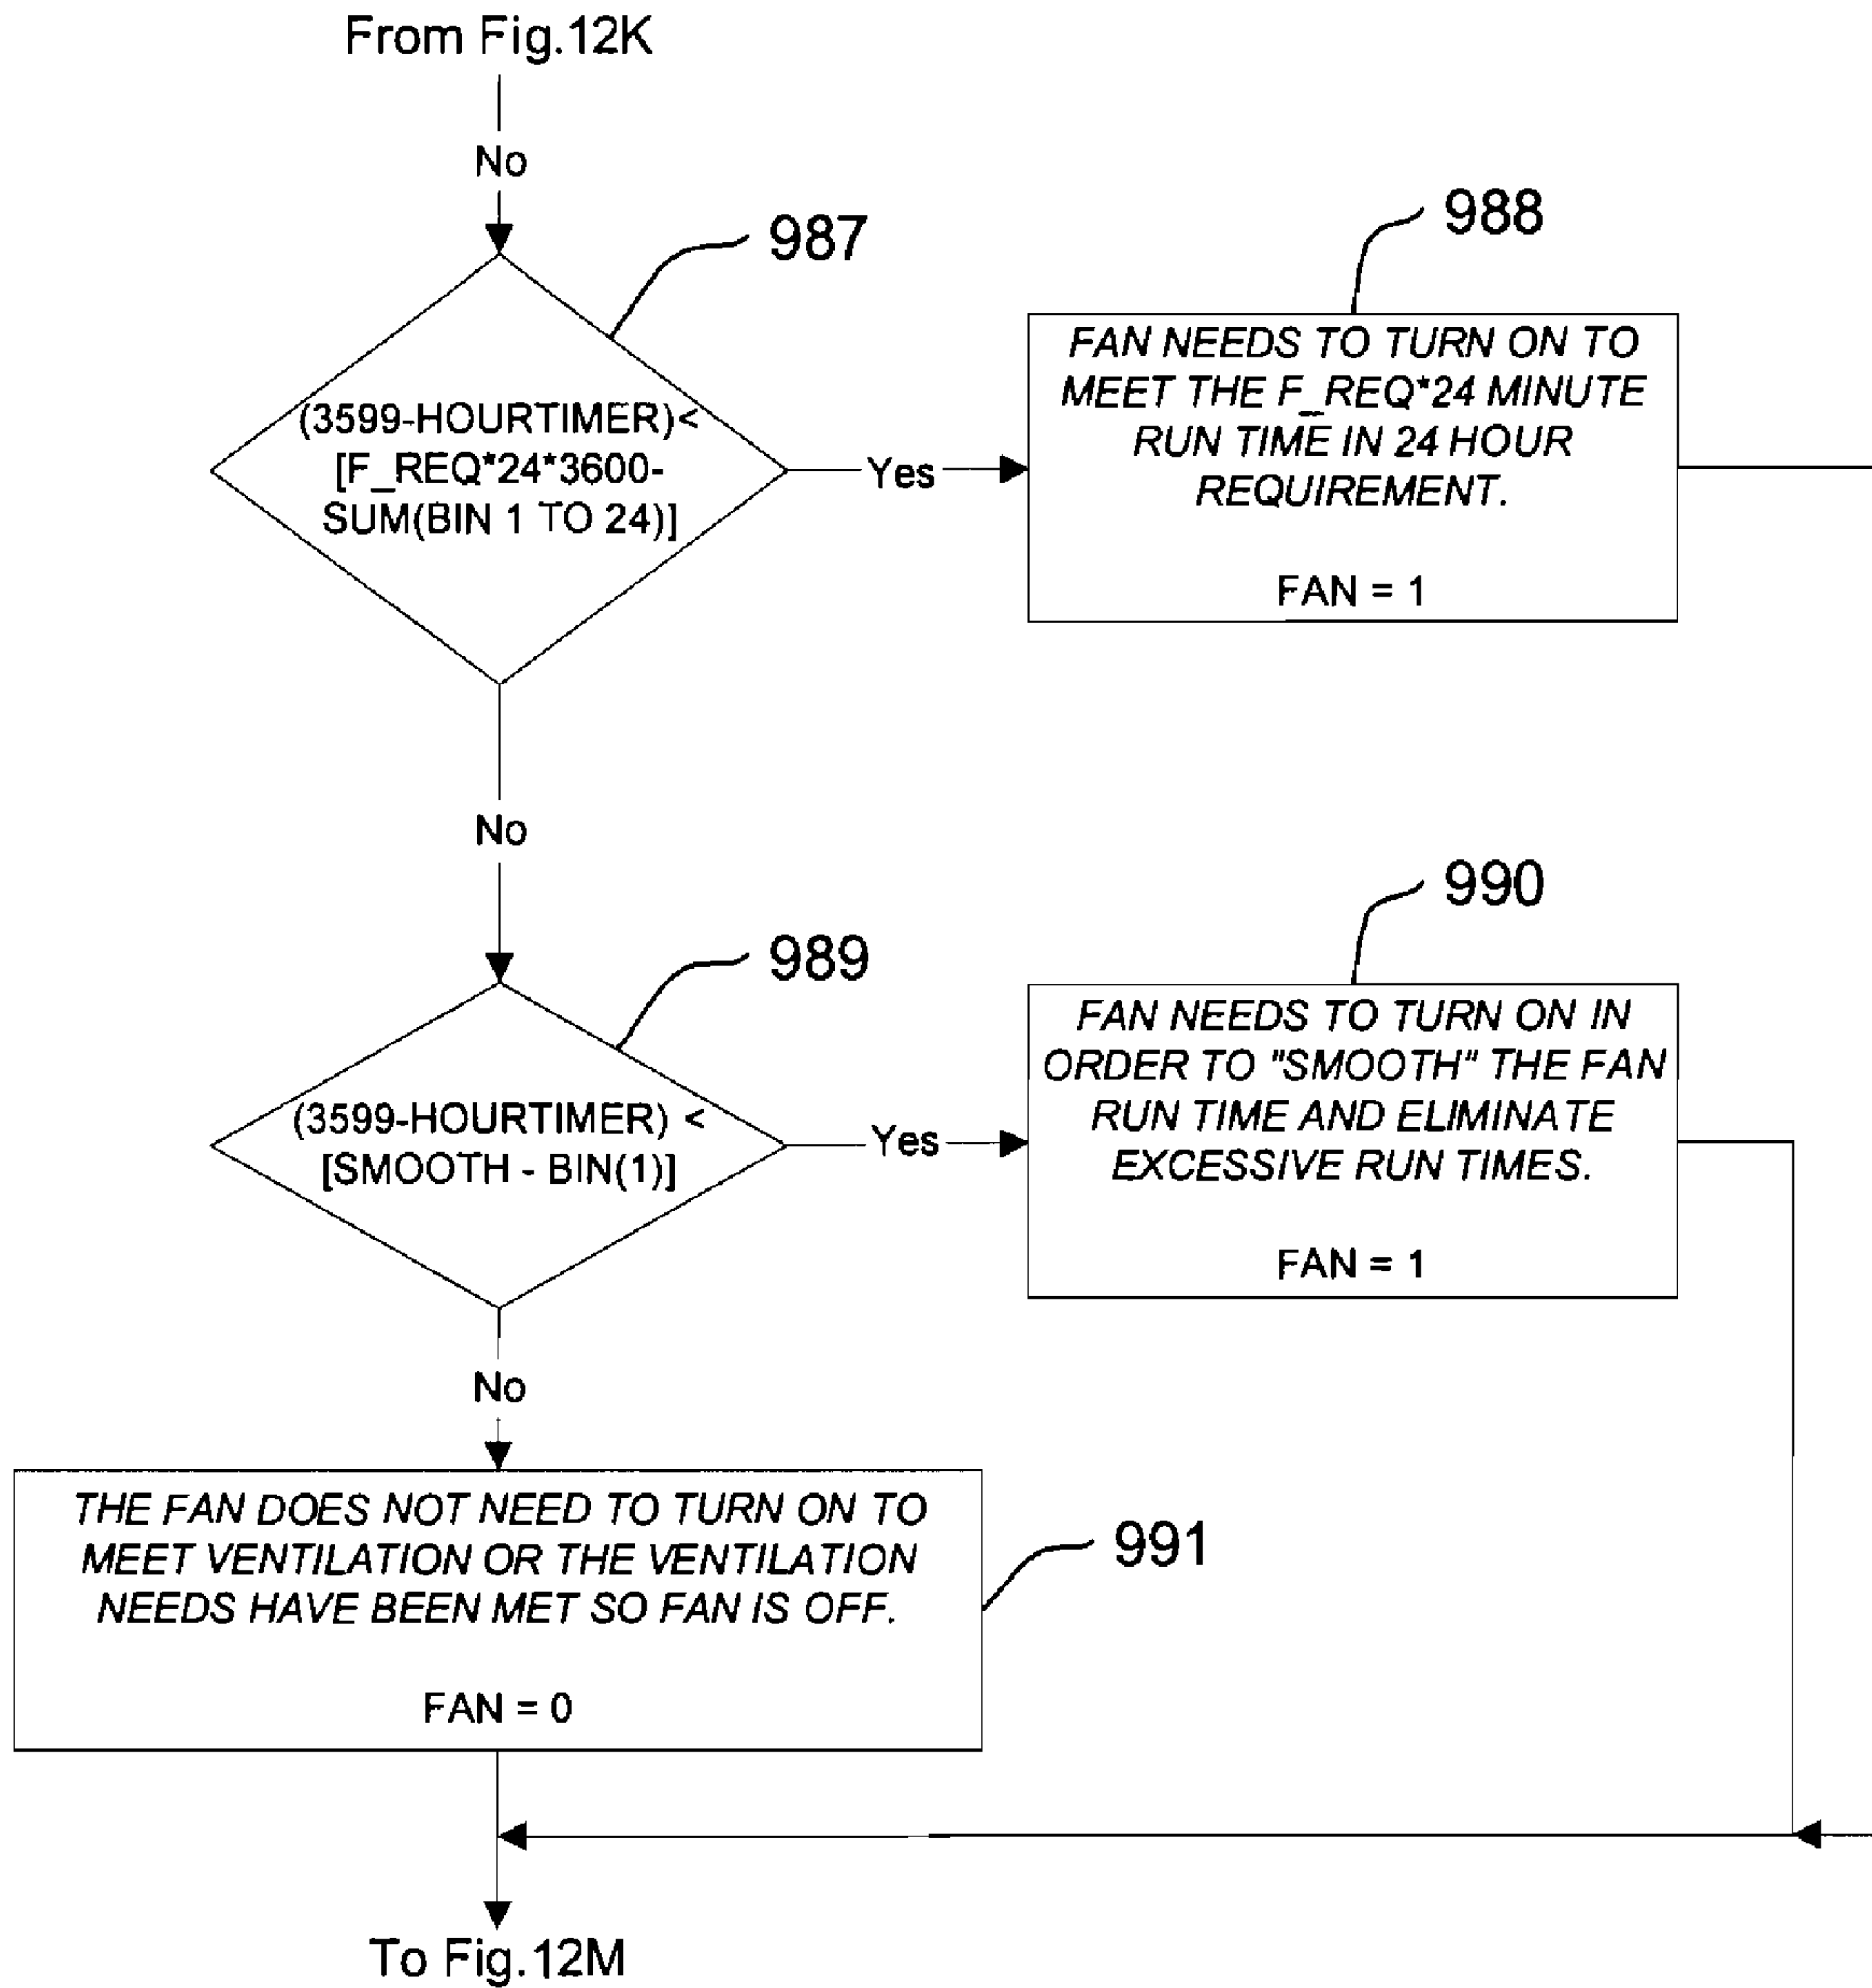 From Fig.12K
No
987
(3599-HOURTIMER)<
[F_REQ*24*3600-
SUM(BIN 1 TO 24)]
Yes
988
FAN NEEDS TO TURN ON TO
MEET THE F_REQ*24 MINUTE
RUN TIME IN 24 HOUR
REQUIREMENT.
FAN = 1
No
989
(3599-HOURTIMER) <
[SMOOTH - BIN(1)]
Yes
990
FAN NEEDS TO TURN ON IN
ORDER TO "SMOOTH" THE FAN
RUN TIME AND ELIMINATE
EXCESSIVE RUN TIMES.
FAN = 1
No
THE FAN DOES NOT NEED TO TURN ON TO
MEET VENTILATION OR THE VENTILATION
NEEDS HAVE BEEN MET SO FAN IS OFF.
FAN = 0
991
To Fig.12M